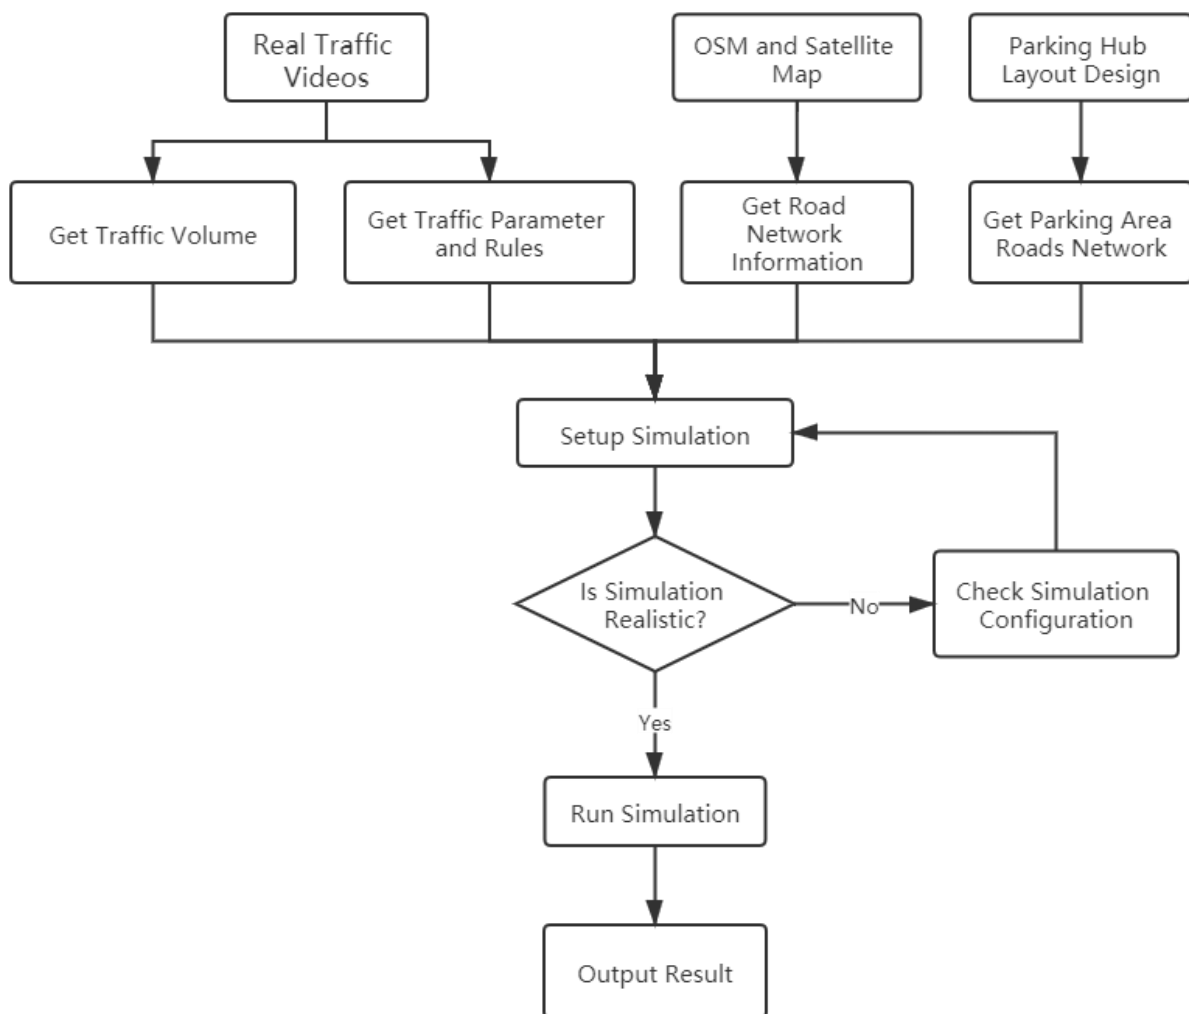 Real Traffic
Videos
OSM and Satellite
Map
Parking Hub
Layout Design
Get Traffic Volume
Get Traffic Parameter
and Rules
Get Road
Network
Information
Get Parking Area
Roads Network
Setup Simulation
Is Simulation
Realistic?
No
Check Simulation
Configuration
Yes
Run Simulation
Output Result